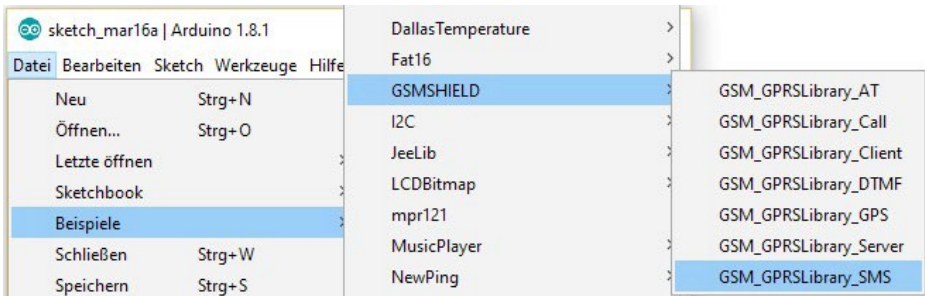 sketch_mar16a | Arduino 1.8.1
Datei Bearbeiten Sketch Werkzeuge Hilfe
Neu Strg+N
Öffnen... Strg+O
Letzte öffnen
Sketchbook
Beispiele
Schließen Strg+W
Speichern Strg+S
DallasTemperature
Fat16
GSMSHIELD
I2C
JeeLib
LCDBitmap
mpr121
MusicPlayer
NewPing
GSM_GPRSLibrary_AT
GSM_GPRSLibrary_Call
GSM_GPRSLibrary_Client
GSM_GPRSLibrary_DTMF
GSM_GPRSLibrary_GPS
GSM_GPRSLibrary_Server
GSM_GPRSLibrary_SMS